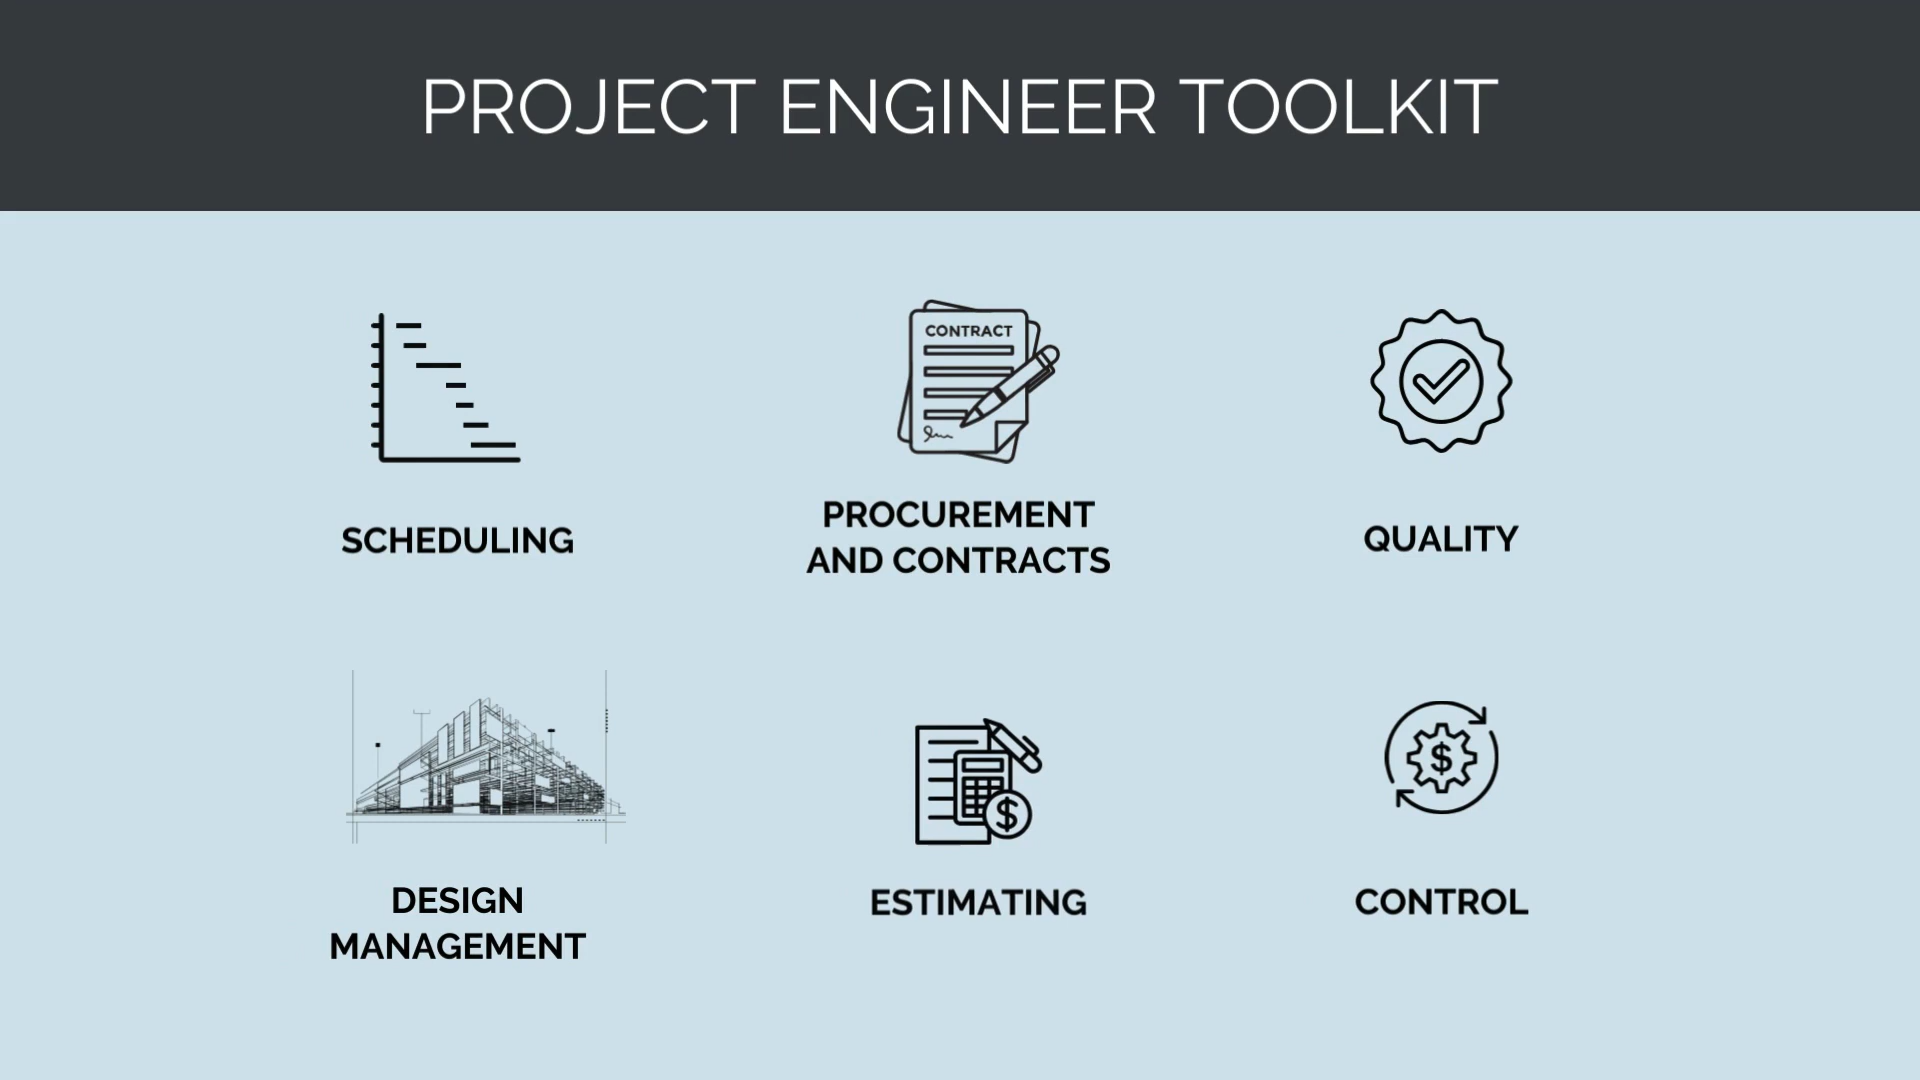 PROJECT ENGINEER TOOLKIT
CONTRACT
SCHEDULING
PROCUREMENT
AND CONTRACTS
QUALITY
$
$
DESIGN
MANAGEMENT
ESTIMATING
CONTROL